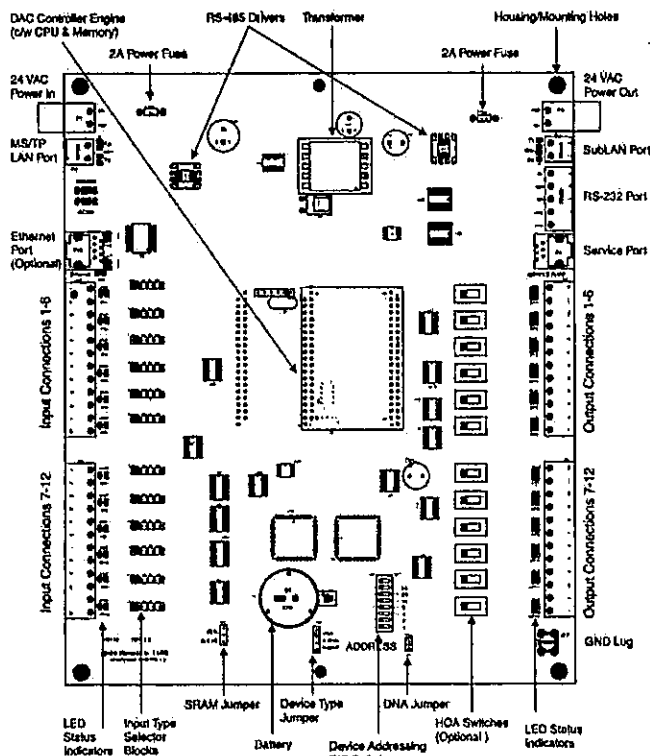 DAC Controller Engine
(c/w CPU & Memory)
RS-485 Drivers
Transformer
Housing/Mounting Holes
2A Power Fuse
2A Power Fuse
24 VAC
Power In
24 VAC
Power Out
MS/TP
LAN Port
SubLAN Port
RS-232 Port
Ethernet
Port
(Optional)
Service Port
Input Connections 1-6
Output Connections 1-6
Input Connections 7-12
Output Connections 7-12
ADDRESS
GND Lug
SRAM Jumper
Device Type
Jumper
DNA Jumper
LED
Status
Indicators
Input Type
Selector
Blocks
Battery
Device Addressing
HOA Switches
(Optional )
LED Status
Indicators